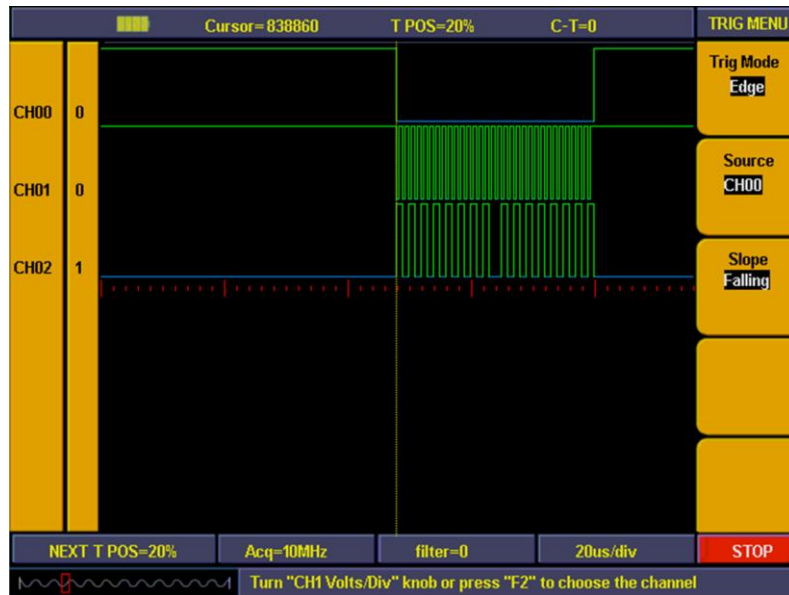 Cursor=838860 T POS=20% C-T=0 TRIG MENU
Trig Mode
Edge
CH00 0
Source
CH01 0 CH00
Slope
CH02 1
Falling
NEXT T POS=20% Acq=10MHz filter=0 20us/div STOP
Turn "CH1 Volts/Div" knob or press "F2" to choose the channel